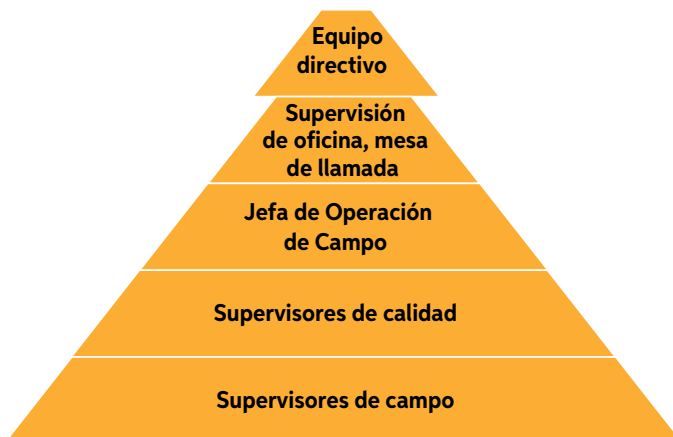 Equipo
directivo
Supervisión
de oficina, mesa
de llamada
Jefa de Operación
de Campo
Supervisores de calidad
Supervisores de campo